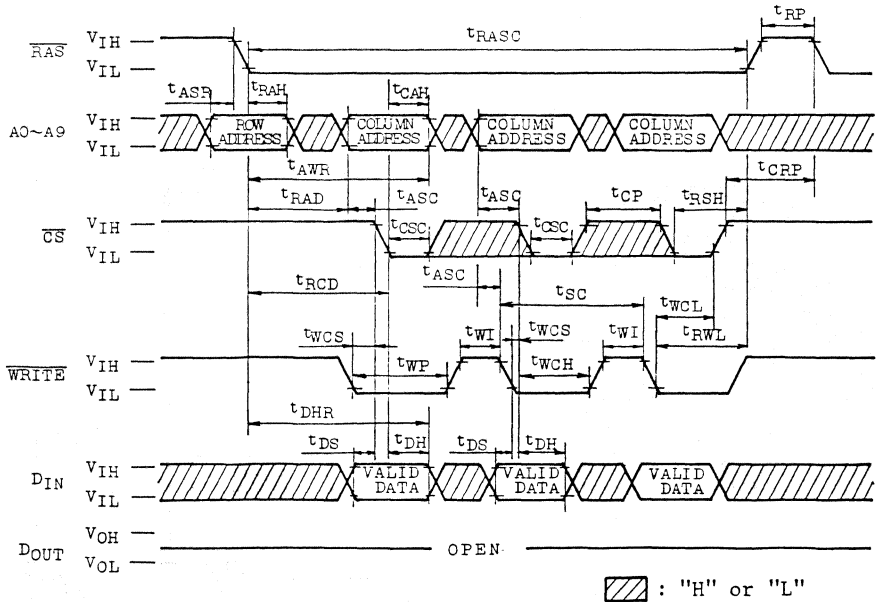 tRP
RAS VIH tRASC
VIL
tASR tRAH tCAH
A0~A9 VIH ROW ADDRESS COLUMN ADDRESS COLUMN ADDRESS COLUMN ADDRESS
VIL
tAWR tCRP
tRAD tASC tASC tCP tRSH
CS VIH tCSC tCSC
VIL
tASC
tRCD tSC tWCL
tWCS tWI tWCS tWI tRWL
WRITE VIH tWP tWCH
VIL
tDHR
tDS tDH tDS tDH
DIN VIH VALID DATA VALID DATA VALID DATA
VIL
DOUT VOH OPEN
VOL
: "H" or "L"